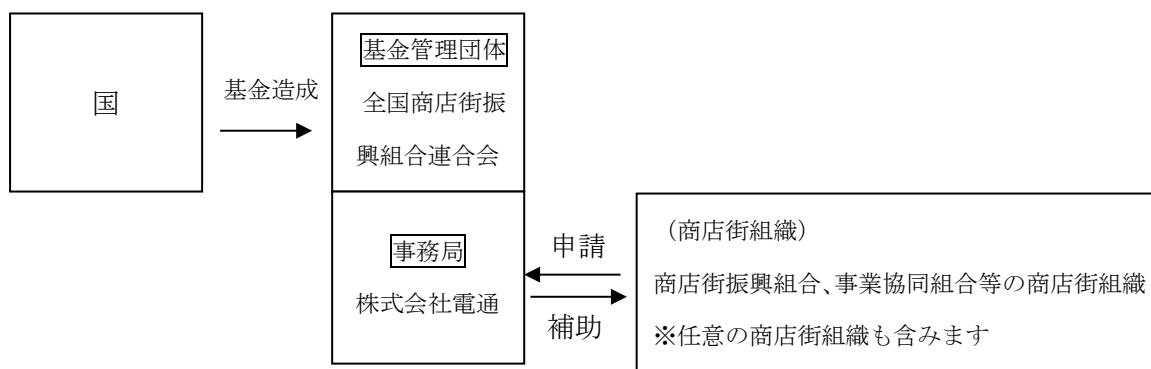 国
基金造成
基金管理団体
全国商店街振
興組合連合会
事務局
株式会社電通
申請
補助
（商店街組織）
商店街振興組合、事業協同組合等の商店街組織
※任意の商店街組織も含みます